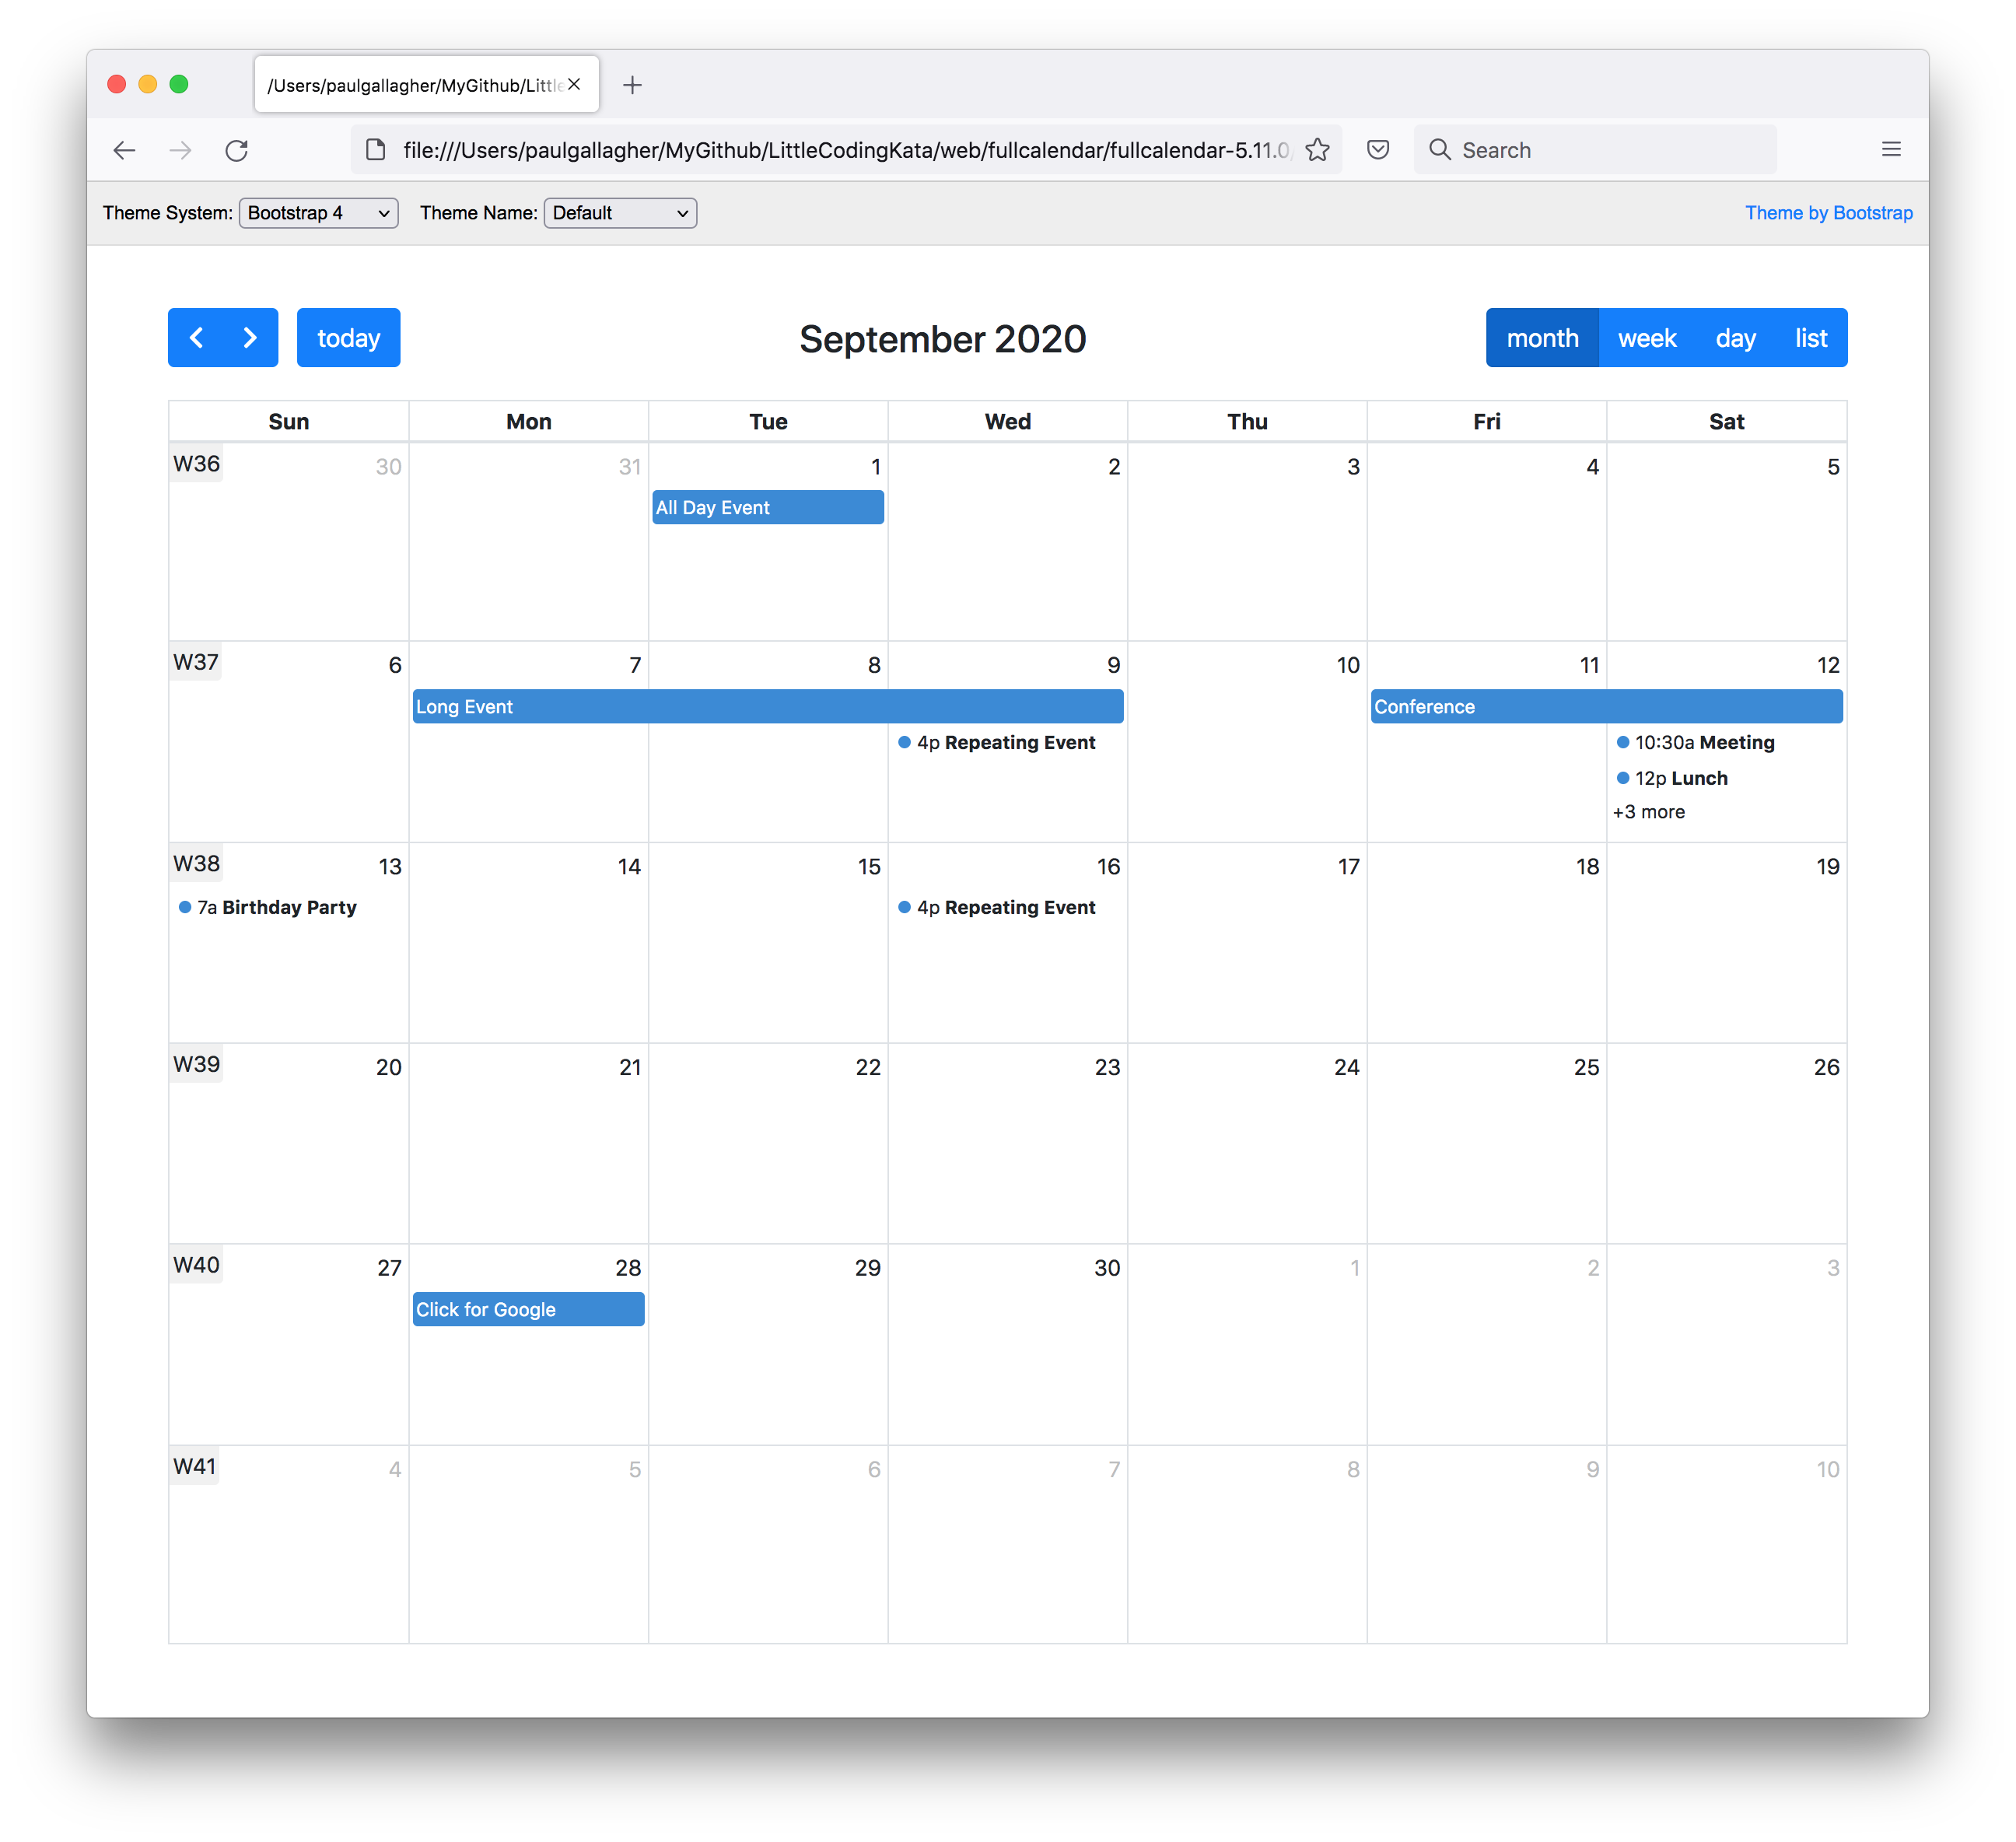 /Users/paulgallagher/MyGithub/Little
file:///Users/paulgallagher/MyGithub/LittleCodingKata/web/fullcalendar/fullcalendar-5.11.0/
Search
Theme System: Bootstrap 4 Theme Name: Default Theme by Bootstrap
today September 2020 month week day list
Sun Mon Tue Wed Thu Fri Sat
W36 30 31 1 2 3 4 5
All Day Event
W37 6 7 8 9 10 11 12
Long Event Conference
4p Repeating Event 10:30a Meeting
12p Lunch
+3 more
W38 13 14 15 16 17 18 19
7a Birthday Party 4p Repeating Event
W39 20 21 22 23 24 25 26
W40 27 28 29 30 1 2 3
Click for Google
W41 4 5 6 7 8 9 10